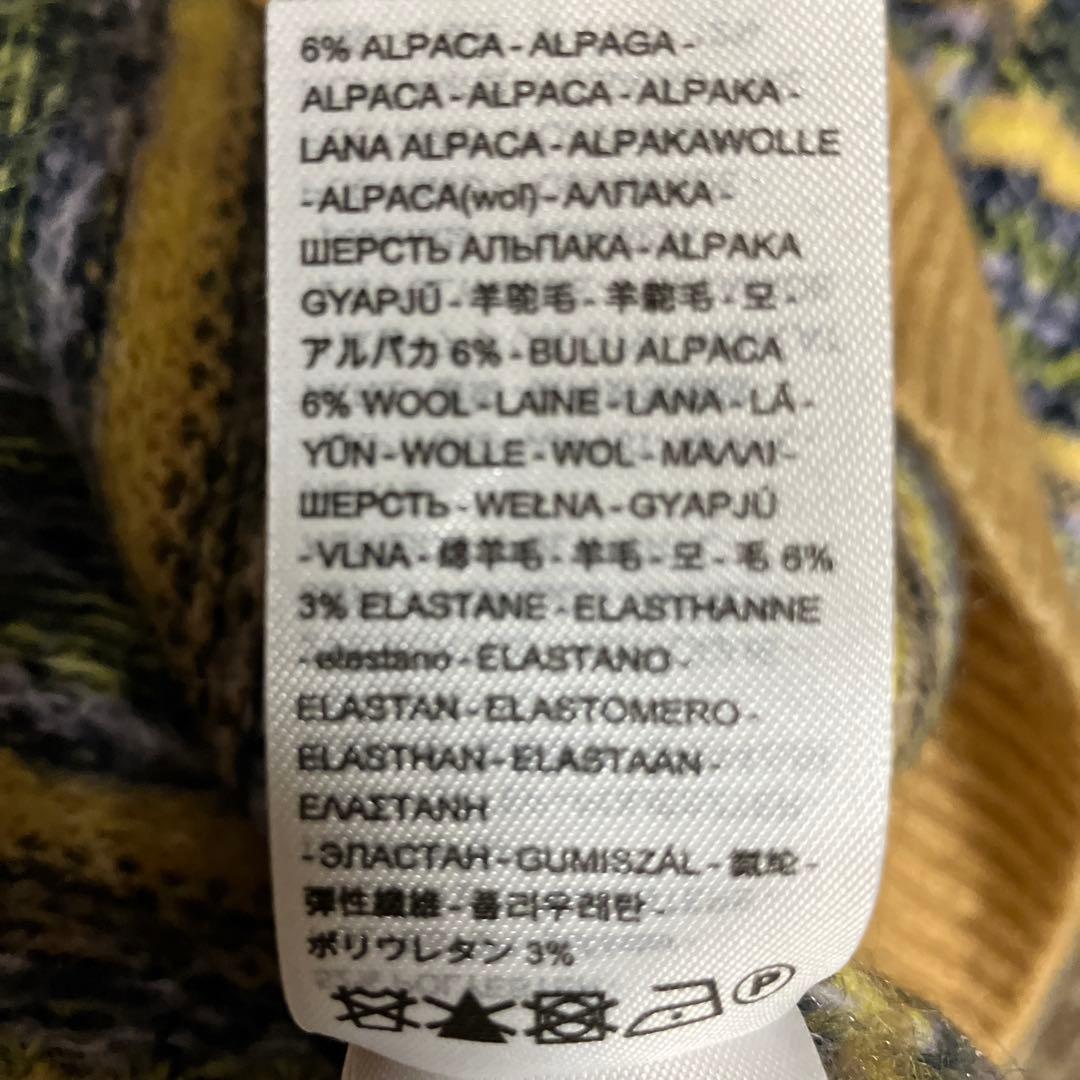 6% ALPACA - ALPAGA -
ALPACA - ALPACA - ALPAKA -
LANA ALPACA - ALPAKAWOLLE
- ALPACA(wol) - ΑΛΠΑΚΑ -
ШЕРСТЬ АЛЬПАКА - ALPAKA
GYAPJÚ - 羊駝毛 - 羊毛 - 모 -
アルパカ 6% - BULU ALPACA
6% WOOL - LAINE - LANA - LÃ -
YÜN - WOLLE - WOL - ΜΑΛΛΙ -
ШЕРСТЬ - WEŁNA - GYAPJÚ
- VLNA - 绵羊毛 - 羊毛 - 모 - 毛 6%
3% ELASTANE - ELASTHANNE
- elastano - ELASTANO -
ELASTAN - ELASTOMERO -
ELASTHAN - ELASTAAN -
ΕΛΑΣΤΑΝΗ
- ЭЛАСТАН - GUMISZÁL - 氨纶 -
彈性纖維 - 폴리우레탄 -
ポリウレタン 3%
P